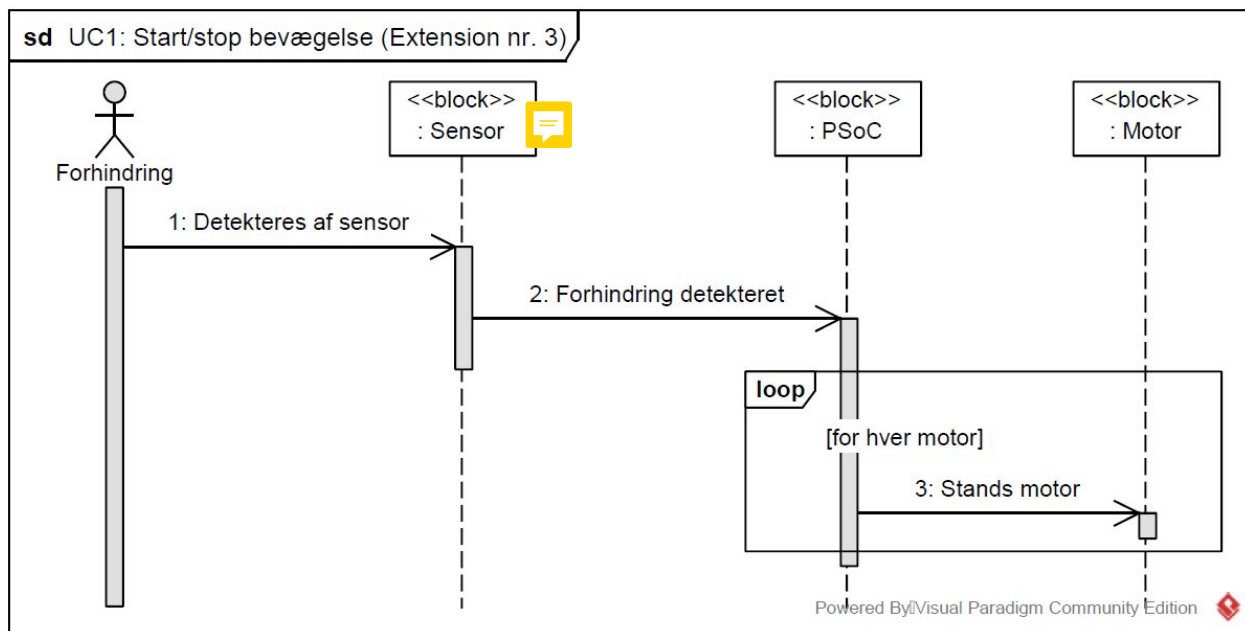 sd UC1: Start/stop bevægelse (Extension nr. 3)
Forhindring
<<block>>
: Sensor
<<block>>
: PSoC
<<block>>
: Motor
1: Detekteres af sensor
2: Forhindring detekteret
loop
[for hver motor]
3: Stands motor
Powered By Visual Paradigm Community Edition